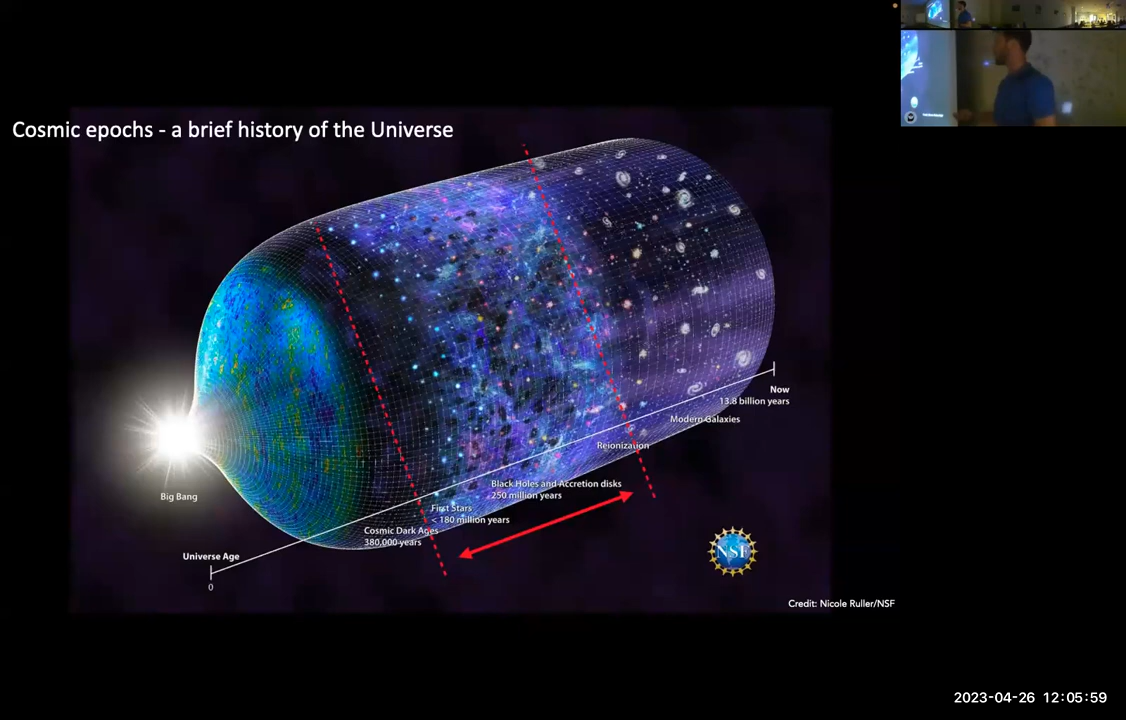 Cosmic epochs - a brief history of the Universe
Big Bang
Universe Age
0
Cosmic Dark Ages
380,000 years
First Stars
< 180 million years
Black Holes and Accretion disks
250 million years
Reionization
Modern Galaxies
Now
13.8 billion years
NSF
Credit: Nicole Ruller/NSF
2023-04-26 12:05:59